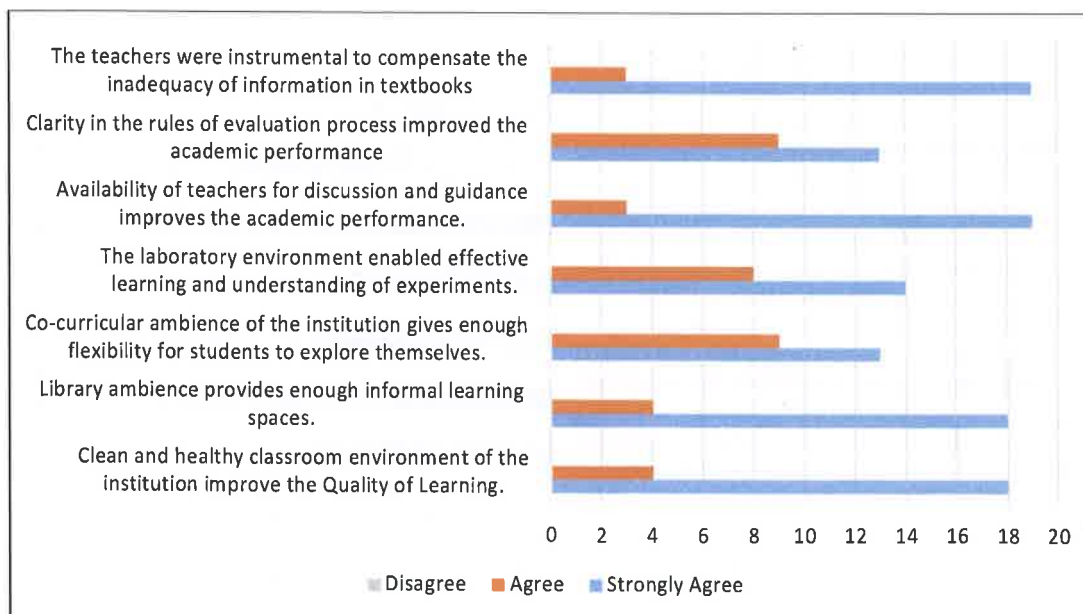 The teachers were instrumental to compensate the
inadequacy of information in textbooks
Clarity in the rules of evaluation process improved the
academic performance
Availability of teachers for discussion and guidance
improves the academic performance.
The laboratory environment enabled effective
learning and understanding of experiments.
Co-curricular ambience of the institution gives enough
flexibility for students to explore themselves.
Library ambience provides enough informal learning
spaces.
Clean and healthy classroom environment of the
institution improve the Quality of Learning.
0 2 4 6 8 10 12 14 16 18 20
Disagree Agree Strongly Agree